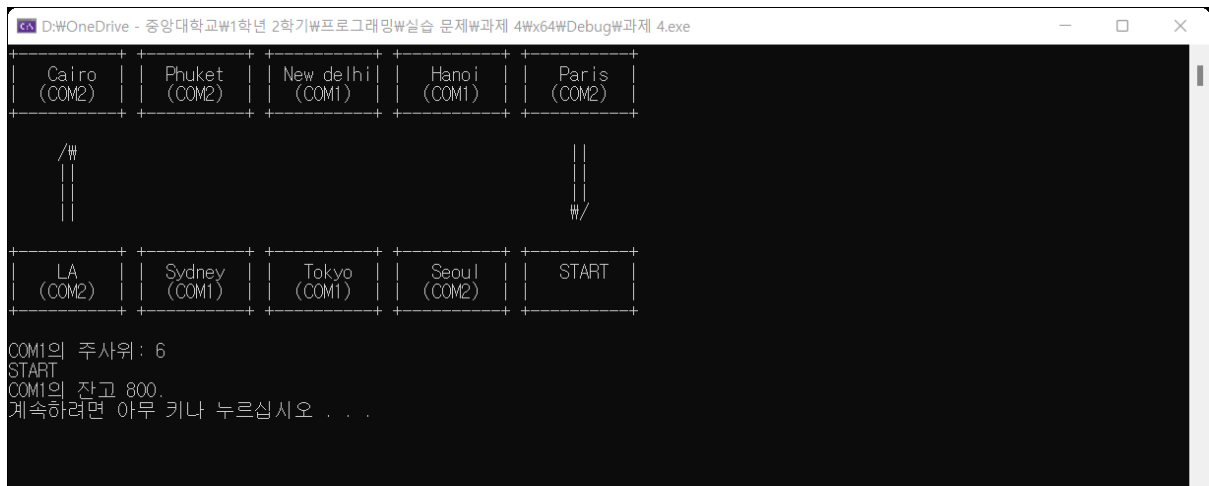 D:₩OneDrive - 중앙대학교₩1학년 2학기₩프로그래밍₩실습 문제₩과제 4₩x64₩Debug₩과제 4.exe
+----------+ +----------+ +----------+ +----------+ +----------+
|   Cairo  | |  Phuket  | | New delhi| |   Hanoi  | |   Paris  |
|  (COM2)  | |  (COM2)  | |  (COM1)  | |  (COM1)  | |  (COM2)  |
+----------+ +----------+ +----------+ +----------+ +----------+
/₩ ||
|| ||
|| ||
|| ₩/
+----------+ +----------+ +----------+ +----------+ +----------+
|    LA    | |  Sydney  | |   Tokyo  | |   Seoul  | |   START  |
|  (COM2)  | |  (COM1)  | |  (COM1)  | |  (COM2)  | |          |
+----------+ +----------+ +----------+ +----------+ +----------+
COM1의 주사위: 6
START
COM1의 잔고 800.
계속하려면 아무 키나 누르십시오 . . .